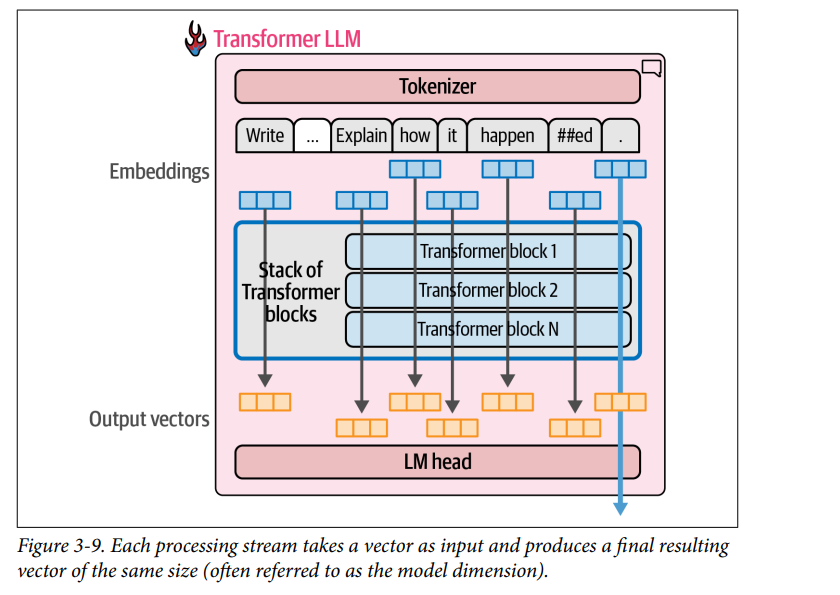 Transformer LLM
Tokenizer
Write ... Explain how it happen ##ed .
Embeddings
Stack of
Transformer
blocks
Transformer block 1
Transformer block 2
Transformer block N
Output vectors
LM head
Figure 3-9. Each processing stream takes a vector as input and produces a final resulting
vector of the same size (often referred to as the model dimension).